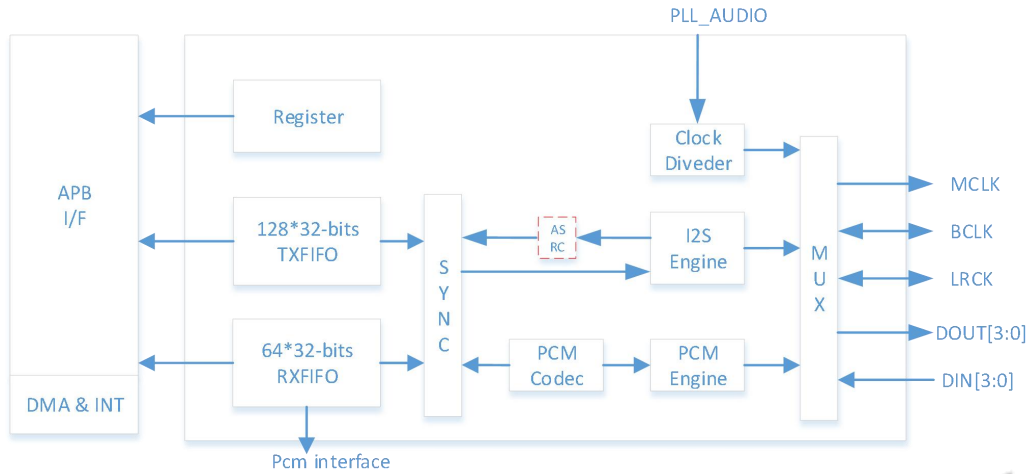 PLL_AUDIO
Register
Clock
Diveder
APB
I/F
MCLK
128*32-bits
TXFIFO
AS
RC
I2S
Engine
BCLK
S
Y
N
C
M
U
X
LRCK
64*32-bits
RXFIFO
PCM
Codec
PCM
Engine
DOUT[3:0]
DIN[3:0]
DMA & INT
Pcm interface